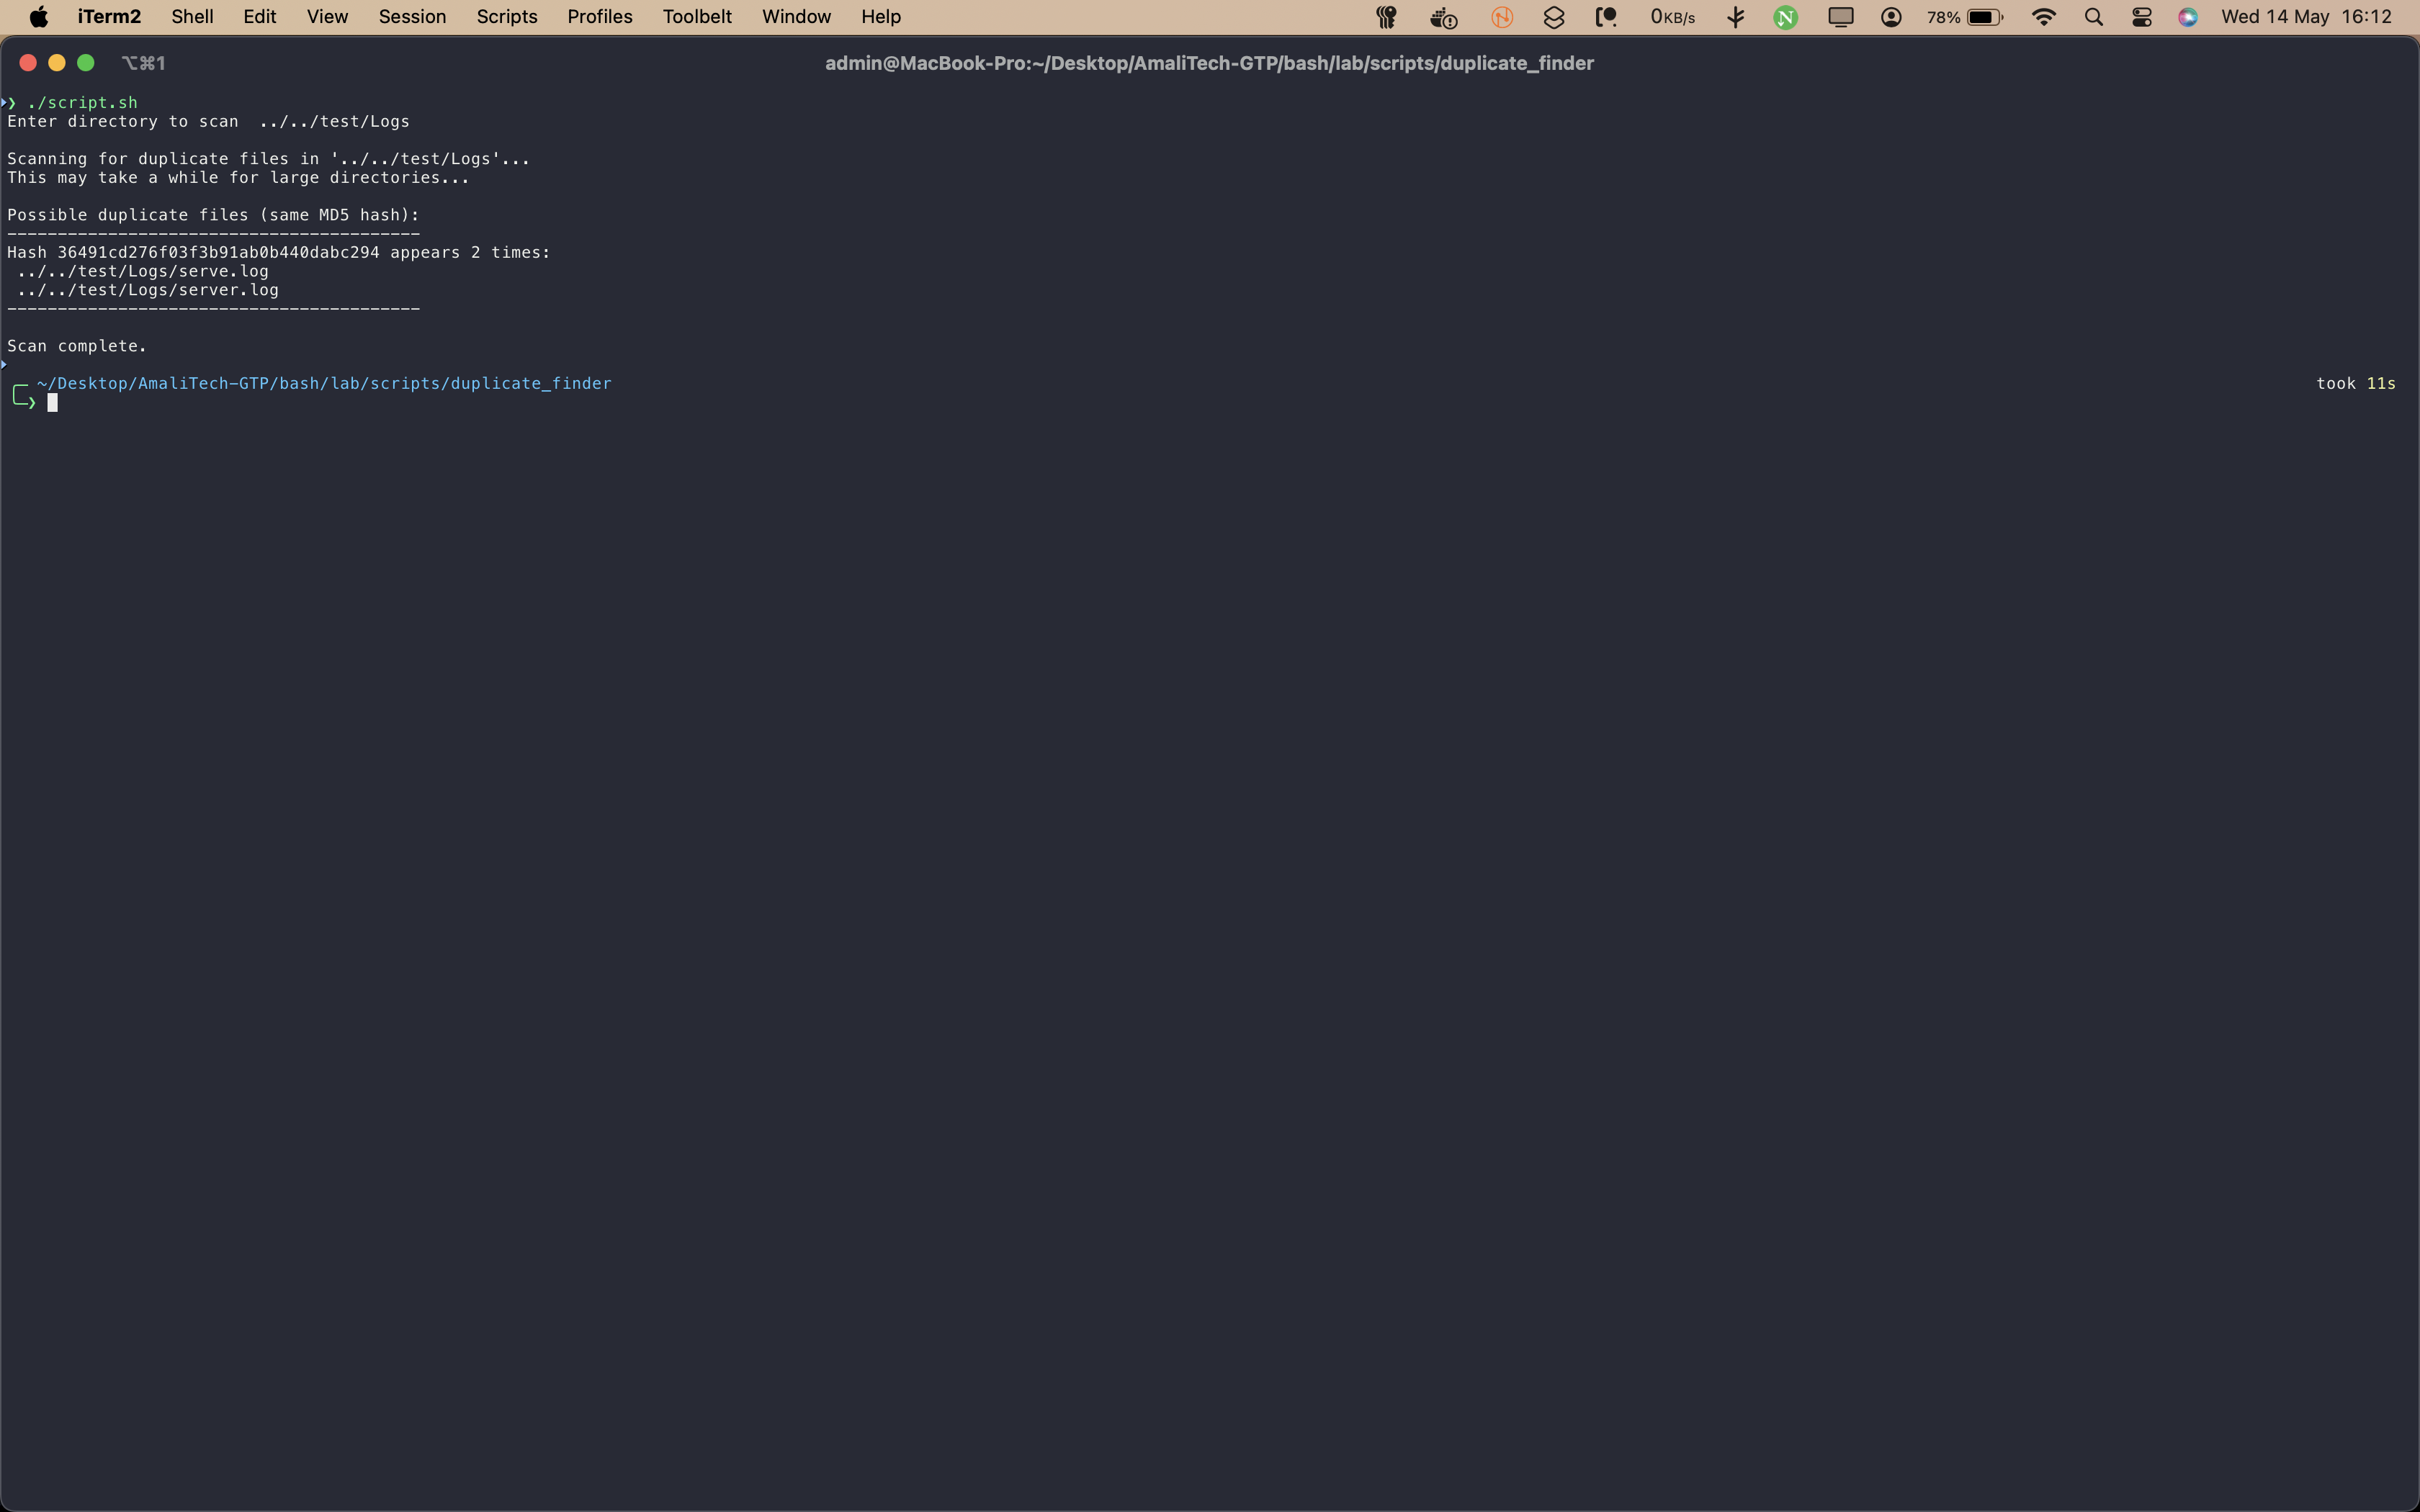 iTerm2 Shell Edit View Session Scripts Profiles Toolbelt Window Help 0KB/s N 78% Wed 14 May 16:12
⌥⌘1 admin@MacBook-Pro:~/Desktop/AmaliTech-GTP/bash/lab/scripts/duplicate_finder
❯ ./script.sh
Enter directory to scan  ../../test/Logs
Scanning for duplicate files in '../../test/Logs'...
This may take a while for large directories...
Possible duplicate files (same MD5 hash):
-----------------------------------------
Hash 36491cd276f03f3b91ab0b440dabc294 appears 2 times:
../../test/Logs/serve.log
../../test/Logs/server.log
-----------------------------------------
Scan complete.
~/Desktop/AmaliTech-GTP/bash/lab/scripts/duplicate_finder took 11s
❯